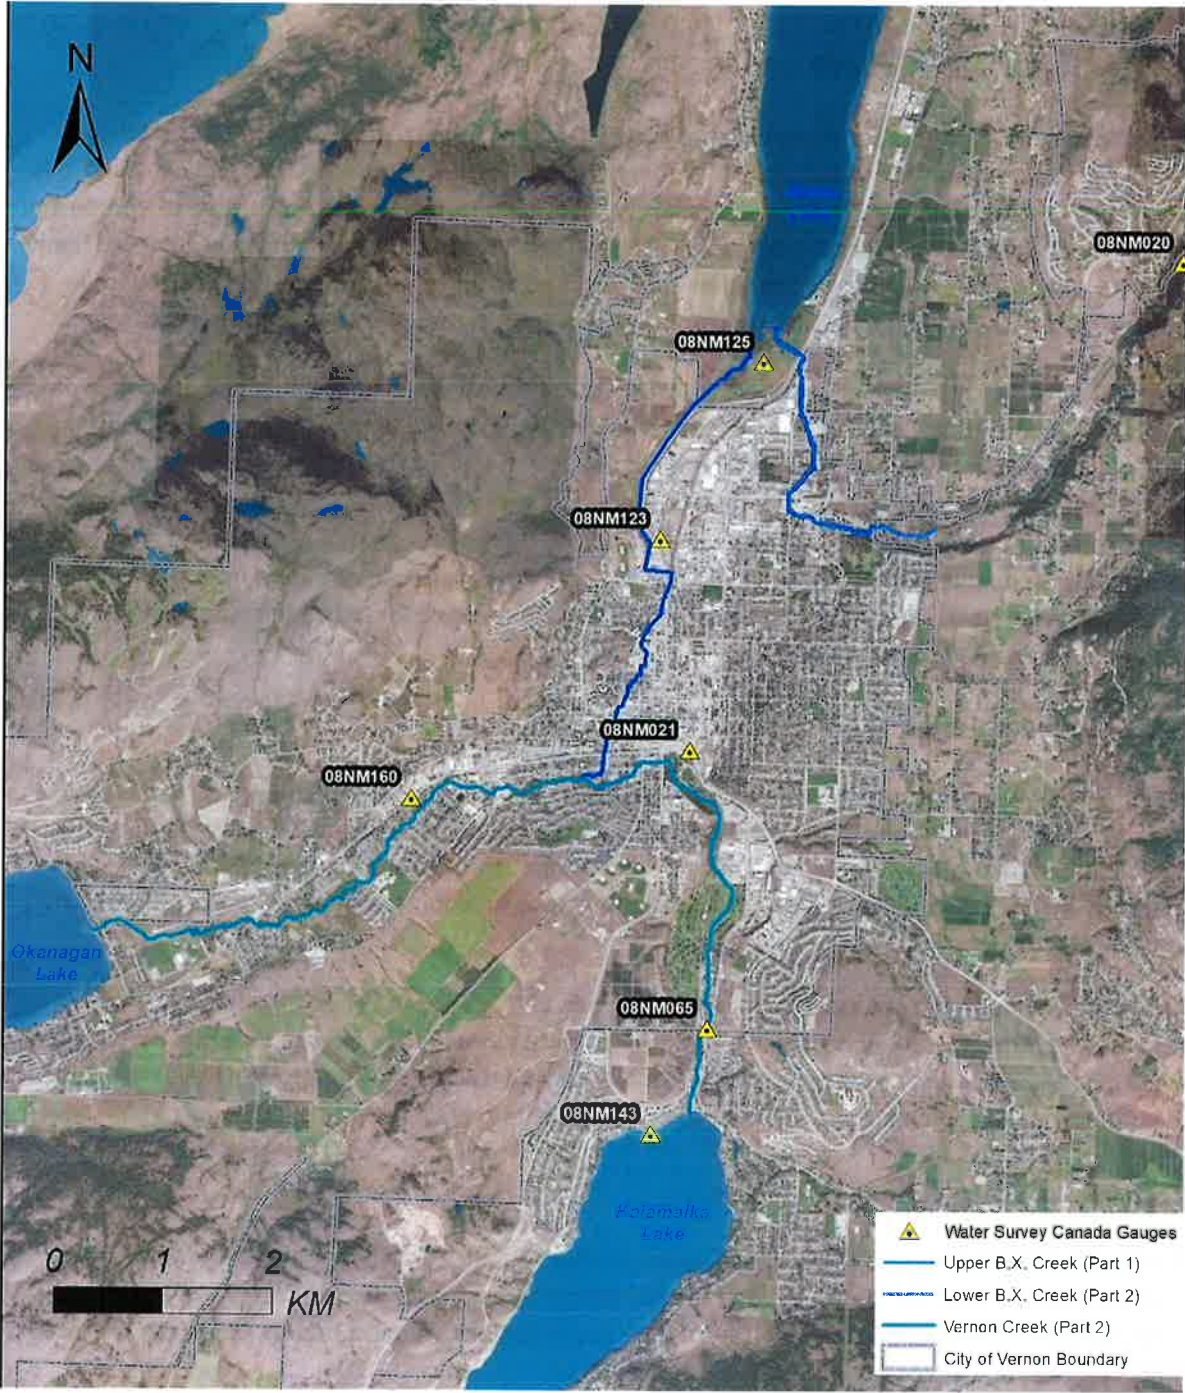 N
08NM020
08NM125
08NM123
08NM021
08NM160
Okanagan
Lake
08NM065
08NM143
Kalamalka
Lake
0 1 2
KM
Water Survey Canada Gauges
Upper B.X. Creek (Part 1)
Lower B.X. Creek (Part 2)
Vernon Creek (Part 2)
City of Vernon Boundary